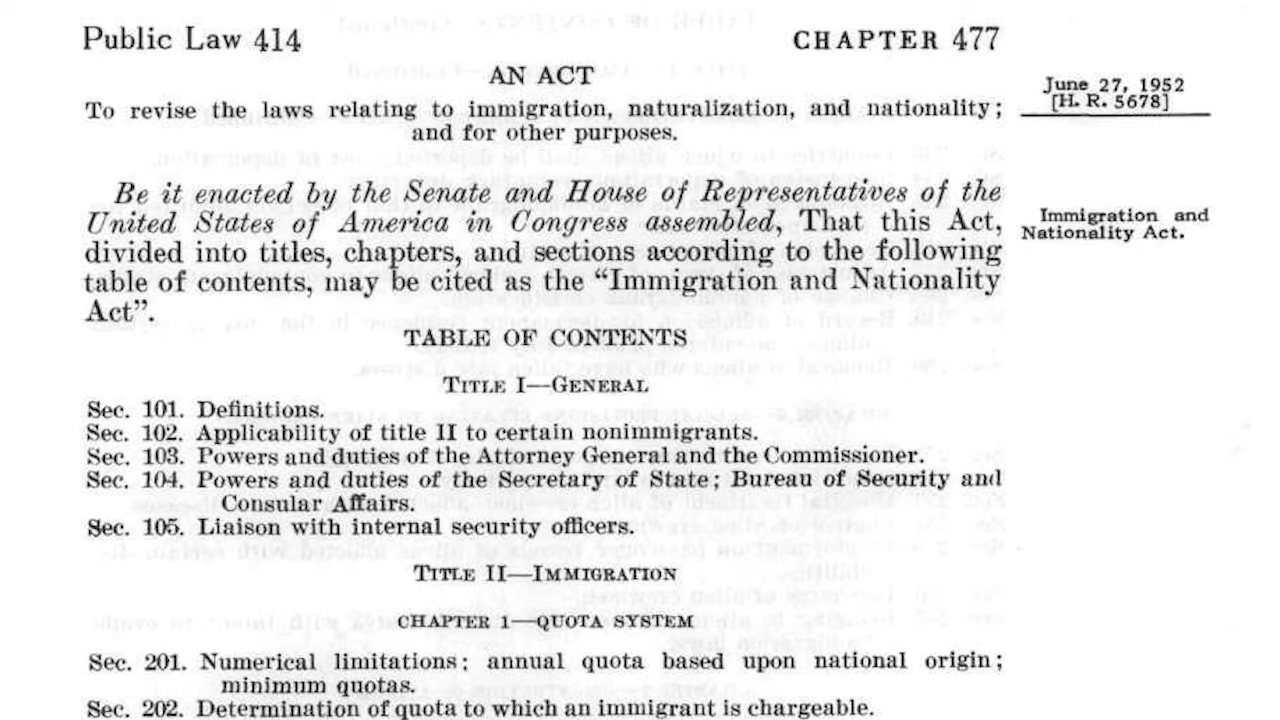 Public Law 414
CHAPTER 477
AN ACT
June 27, 1952
[H. R. 5678]
To revise the laws relating to immigration, naturalization, and nationality;
and for other purposes.
Be it enacted by the Senate and House of Representatives of the
United States of America in Congress assembled, That this Act,
divided into titles, chapters, and sections according to the following
table of contents, may be cited as the “Immigration and Nationality
Act”.
Immigration and
Nationality Act.
TABLE OF CONTENTS
TITLE I—GENERAL
Sec. 101. Definitions.
Sec. 102. Applicability of title II to certain nonimmigrants.
Sec. 103. Powers and duties of the Attorney General and the Commissioner.
Sec. 104. Powers and duties of the Secretary of State; Bureau of Security and
Consular Affairs.
Sec. 105. Liaison with internal security officers.
TITLE II—IMMIGRATION
CHAPTER 1—QUOTA SYSTEM
Sec. 201. Numerical limitations; annual quota based upon national origin;
minimum quotas.
Sec. 202. Determination of quota to which an immigrant is chargeable.